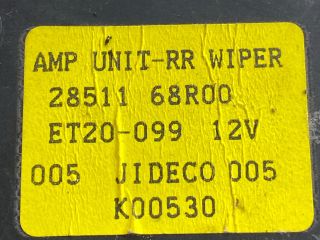 AMP UNIT-RR WIPER
28511 68R00
ET20-099 12V
005 JIDECO 005
K00530